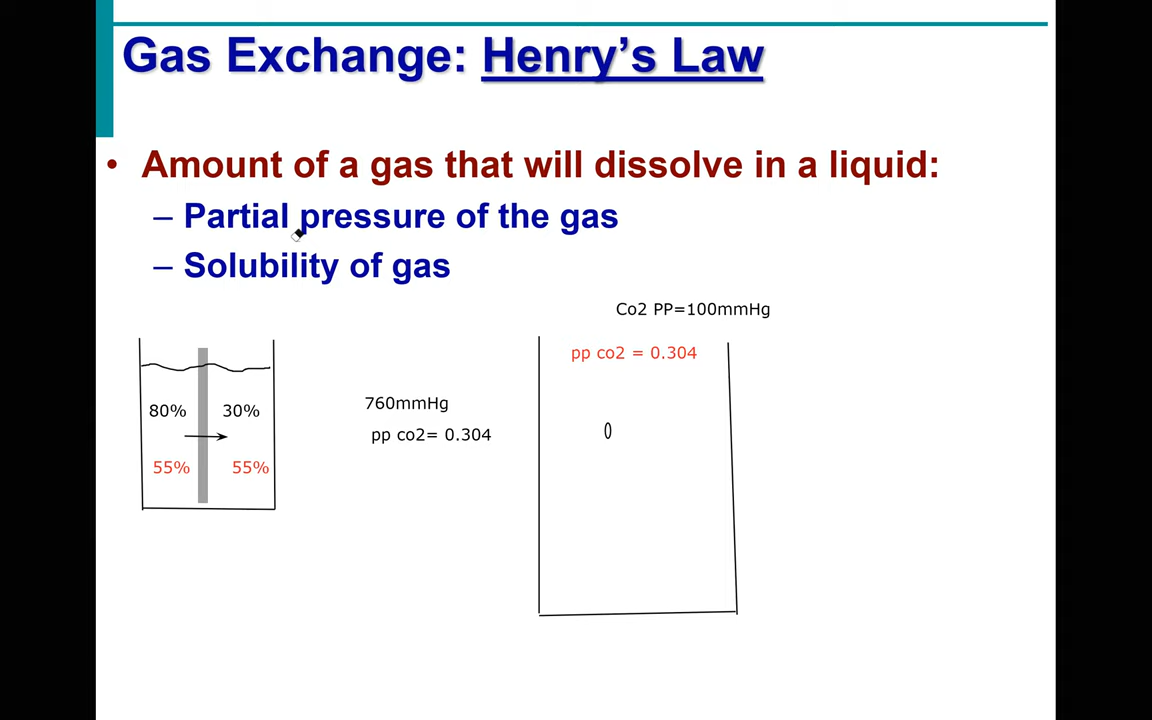 Gas Exchange: Henry's Law
• Amount of a gas that will dissolve in a liquid:
– Partial pressure of the gas
– Solubility of gas
Co2 PP=100mmHg
pp co2 = 0.304
760mmHg
pp co2= 0.304
80% 30%
55% 55%
0